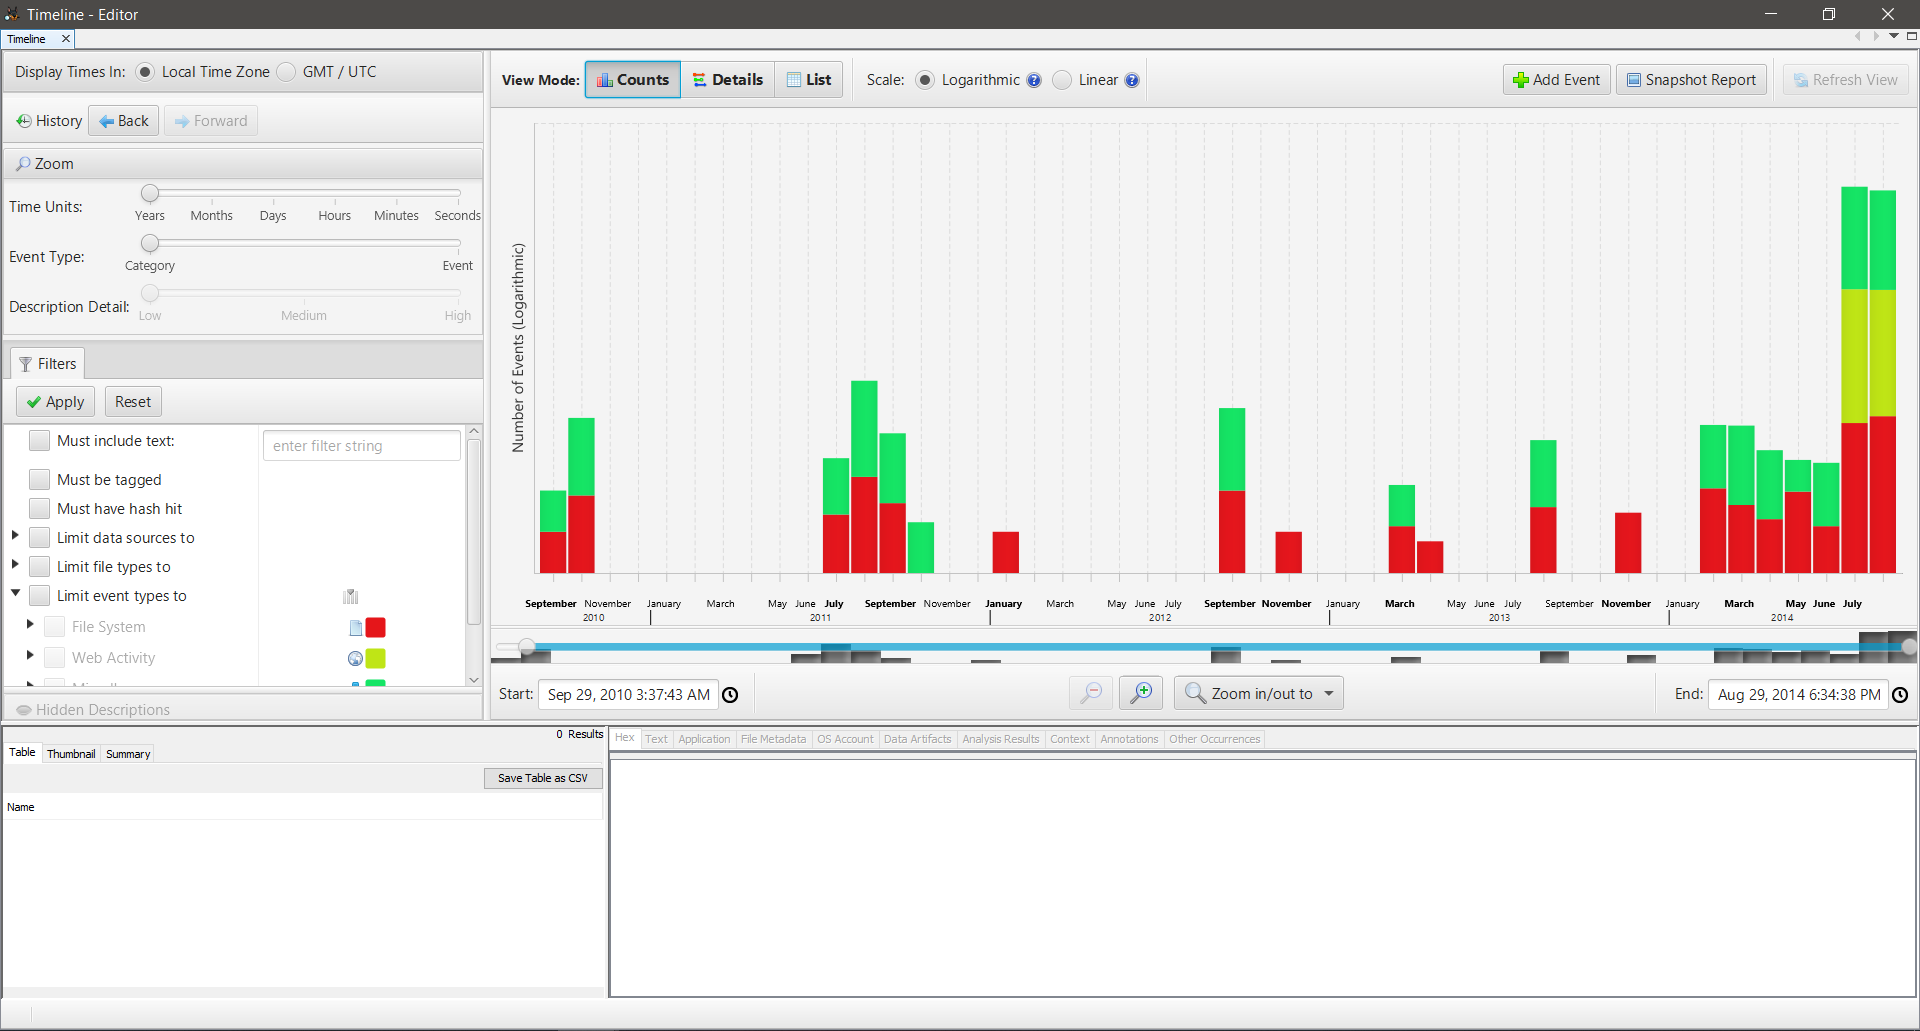 Timeline - Editor
Timeline
Display Times In: Local Time Zone GMT / UTC
History Back Forward
Zoom
Time Units:
Years Months Days Hours Minutes Seconds
Event Type:
Category Event
Description Detail:
Low Medium High
Filters
Apply Reset
Must include text: enter filter string
Must be tagged
Must have hash hit
Limit data sources to
Limit file types to
Limit event types to
File System
Web Activity
Hidden Descriptions
View Mode: Counts Details List Scale: Logarithmic Linear Add Event Snapshot Report Refresh View
Number of Events (Logarithmic)
September November January March May June July September November January March May June July September November January March May June July September November January March May June July
2010 2011 2012 2013 2014
Start: Sep 29, 2010 3:37:43 AM Zoom in/out to End: Aug 29, 2014 6:34:38 PM
0 Results
Table Thumbnail Summary
Save Table as CSV
Name
Hex Text Application File Metadata OS Account Data Artifacts Analysis Results Context Annotations Other Occurrences